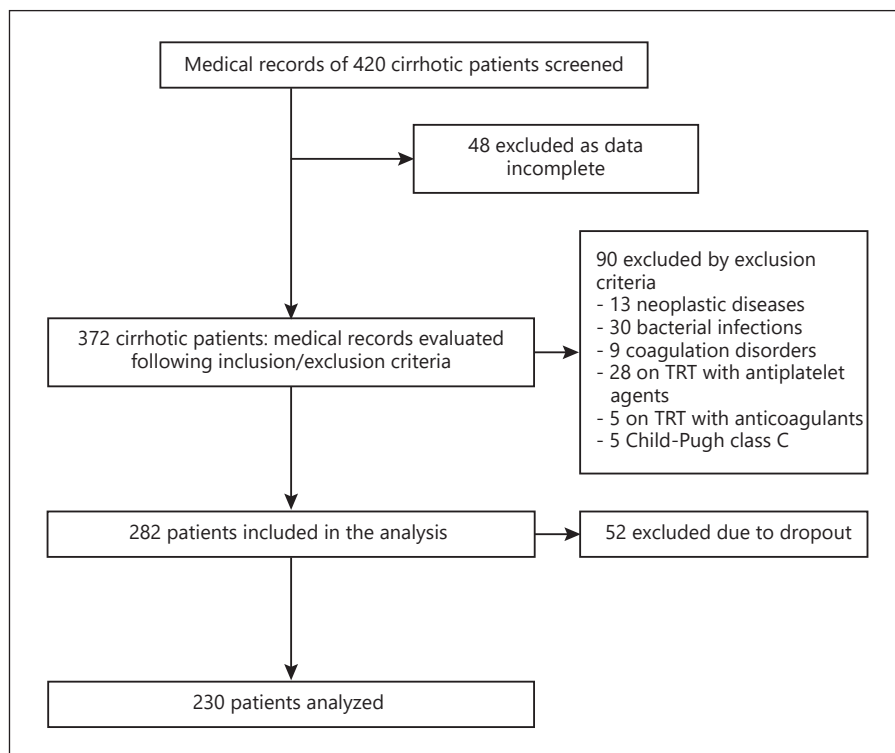 Medical records of 420 cirrhotic patients screened
48 excluded as data
incomplete
90 excluded by exclusion
criteria
- 13 neoplastic diseases
- 30 bacterial infections
- 9 coagulation disorders
- 28 on TRT with antiplatelet
agents
- 5 on TRT with anticoagulants
- 5 Child-Pugh class C
372 cirrhotic patients: medical records evaluated
following inclusion/exclusion criteria
282 patients included in the analysis
52 excluded due to dropout
230 patients analyzed